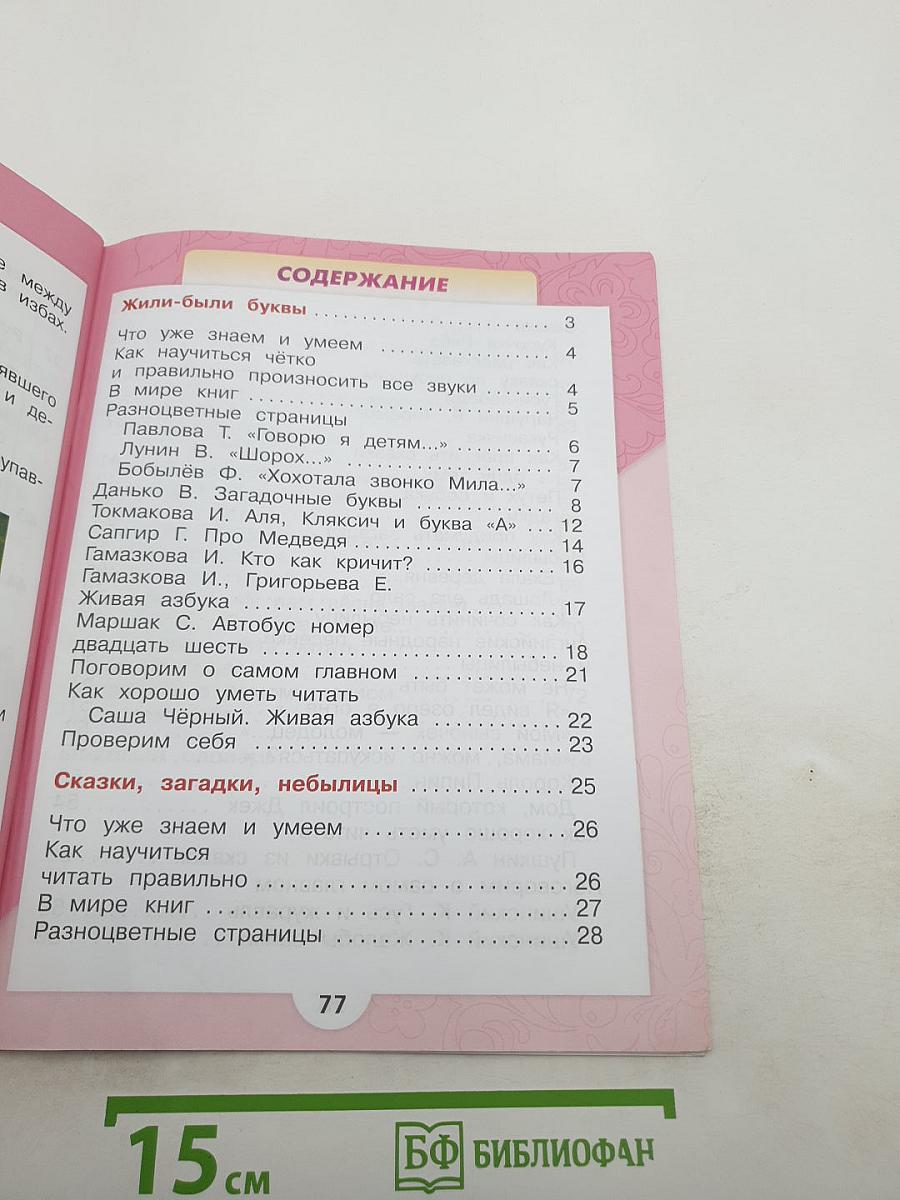 е между
в избах.
явшего
и де-
упав-
и
СОДЕРЖАНИЕ
Жили-были буквы ........................ 3
Что уже знаем и умеем .................. 4
Как научиться чётко
и правильно произносить все звуки ....... 4
В мире книг ............................. 5
Разноцветные страницы
Павлова Т. «Говорю я детям...» .......... 6
Лунин В. «Шорох...» ..................... 7
Бобылёв Ф. «Хохотала звонко Мила...» 7
Данько В. Загадочные буквы .............. 8
Токмакова И. Аля, Кляксич и буква «А» ... 12
Сапгир Г. Про Медведя ................... 14
Гамазкова И. Кто как кричит? ............ 16
Гамазкова И., Григорьева Е.
Живая азбука ............................ 17
Маршак С. Автобус номер
двадцать шесть .......................... 18
Поговорим о самом главном ............... 21
Как хорошо уметь читать
Саша Чёрный. Живая азбука ............... 22
Проверим себя ........................... 23
Сказки, загадки, небылицы ............... 25
Что уже знаем и умеем ................... 26
Как научиться
читать правильно ........................ 26
В мире книг ............................. 27
Разноцветные страницы ................... 28
77
15 см
БФ БИБЛИОФАН